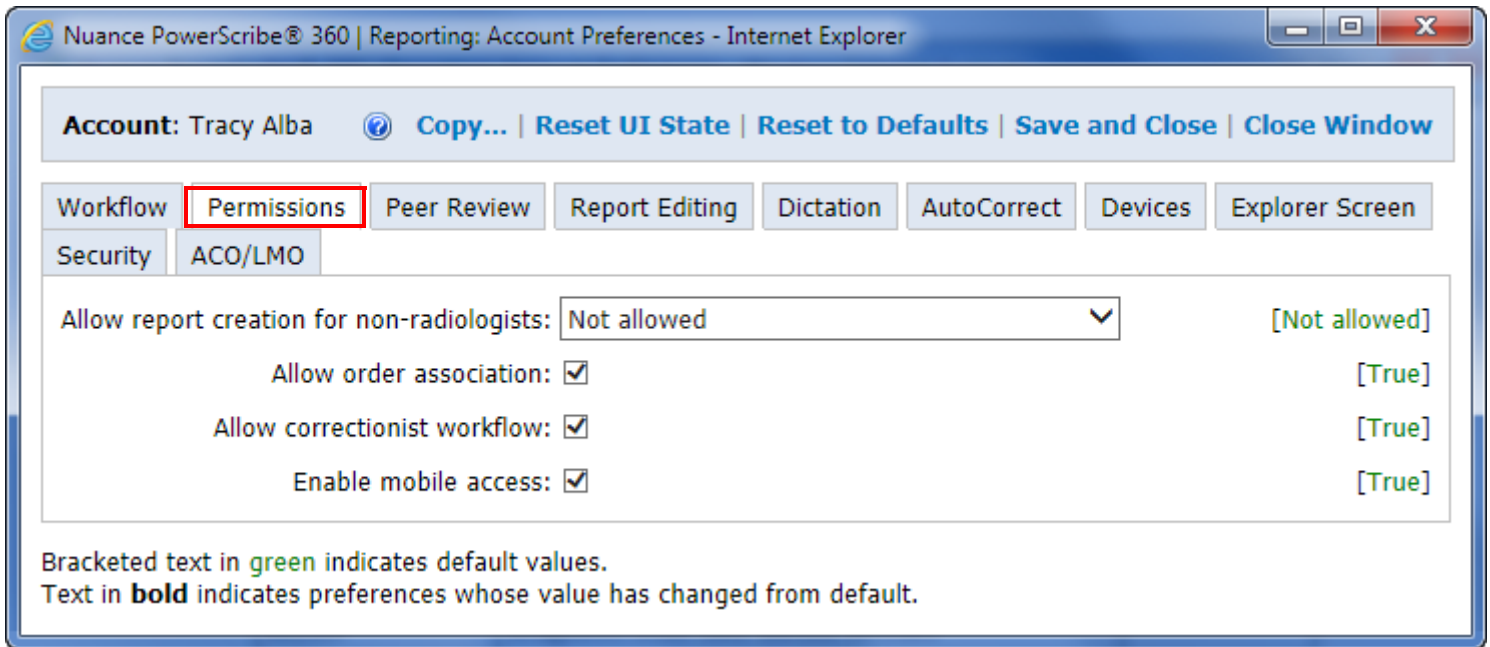 Nuance PowerScribe® 360 | Reporting: Account Preferences - Internet Explorer
Account: Tracy Alba Copy... | Reset UI State | Reset to Defaults | Save and Close | Close Window
Workflow Permissions Peer Review Report Editing Dictation AutoCorrect Devices Explorer Screen
Security ACO/LMO
Allow report creation for non-radiologists: Not allowed [Not allowed]
Allow order association: [True]
Allow correctionist workflow: [True]
Enable mobile access: [True]
Bracketed text in green indicates default values.
Text in bold indicates preferences whose value has changed from default.